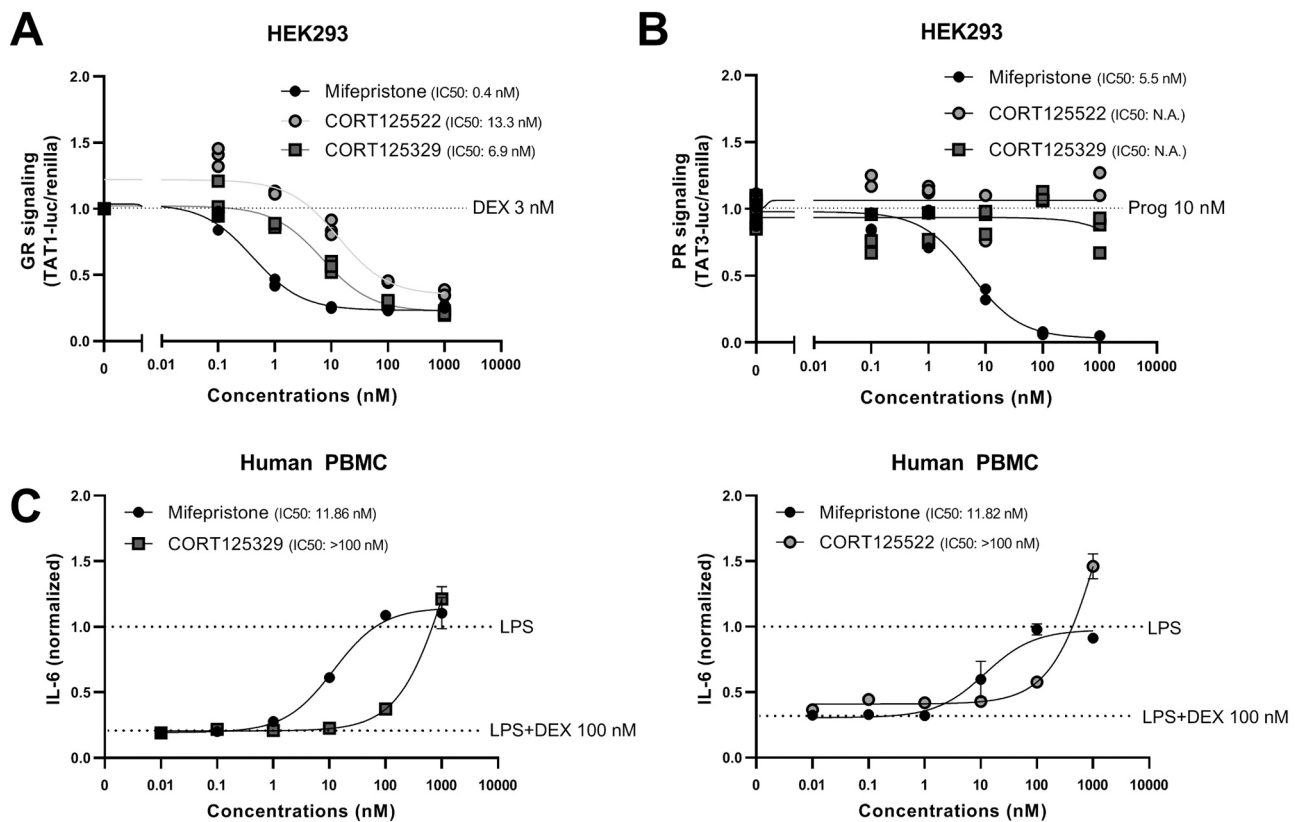 A
HEK293
2.0
1.5
1.0
0.5
0.0
GR signaling
(TAT1-luc/renilla)
Mifepristone (IC50: 0.4 nM)
CORT125522 (IC50: 13.3 nM)
CORT125329 (IC50: 6.9 nM)
DEX 3 nM
0 0.01 0.1 1 10 100 1000 10000
Concentrations (nM)
B
HEK293
2.0
1.5
1.0
0.5
0.0
PR signaling
(TAT3-luc/renilla)
Mifepristone (IC50: 5.5 nM)
CORT125522 (IC50: N.A.)
CORT125329 (IC50: N.A.)
Prog 10 nM
0 0.01 0.1 1 10 100 1000 10000
Concentrations (nM)
C
Human PBMC
2.0
1.5
1.0
0.5
0.0
IL-6 (normalized)
Mifepristone (IC50: 11.86 nM)
CORT125329 (IC50: >100 nM)
LPS
LPS+DEX 100 nM
0 0.01 0.1 1 10 100 1000 10000
Concentrations (nM)
Human PBMC
2.0
1.5
1.0
0.5
0.0
IL-6 (normalized)
Mifepristone (IC50: 11.82 nM)
CORT125522 (IC50: >100 nM)
LPS
LPS+DEX 100 nM
0 0.01 0.1 1 10 100 1000 10000
Concentrations (nM)